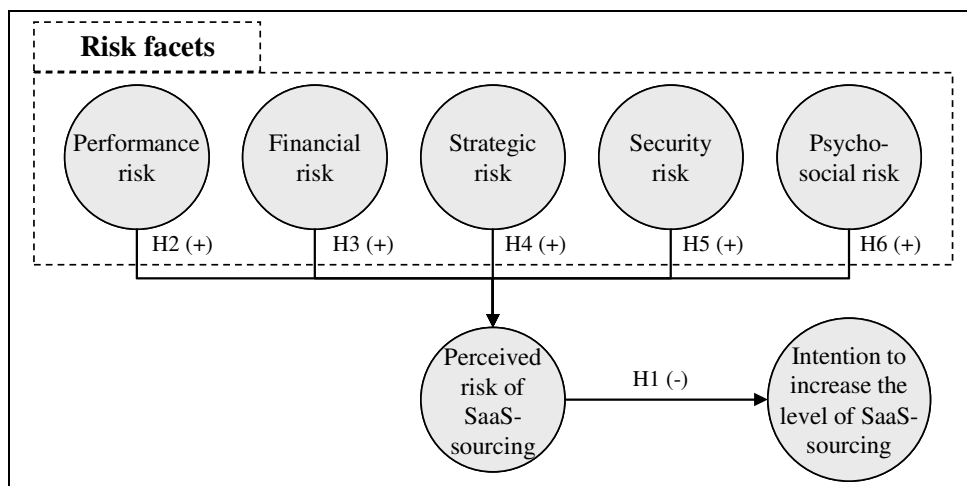 Risk facets
Performance
risk
Financial
risk
Strategic
risk
Security
risk
Psycho-
social risk
H2 (+)
H3 (+)
H4 (+)
H5 (+)
H6 (+)
Perceived
risk of
SaaS-
sourcing
H1 (-)
Intention to
increase the
level of SaaS-
sourcing